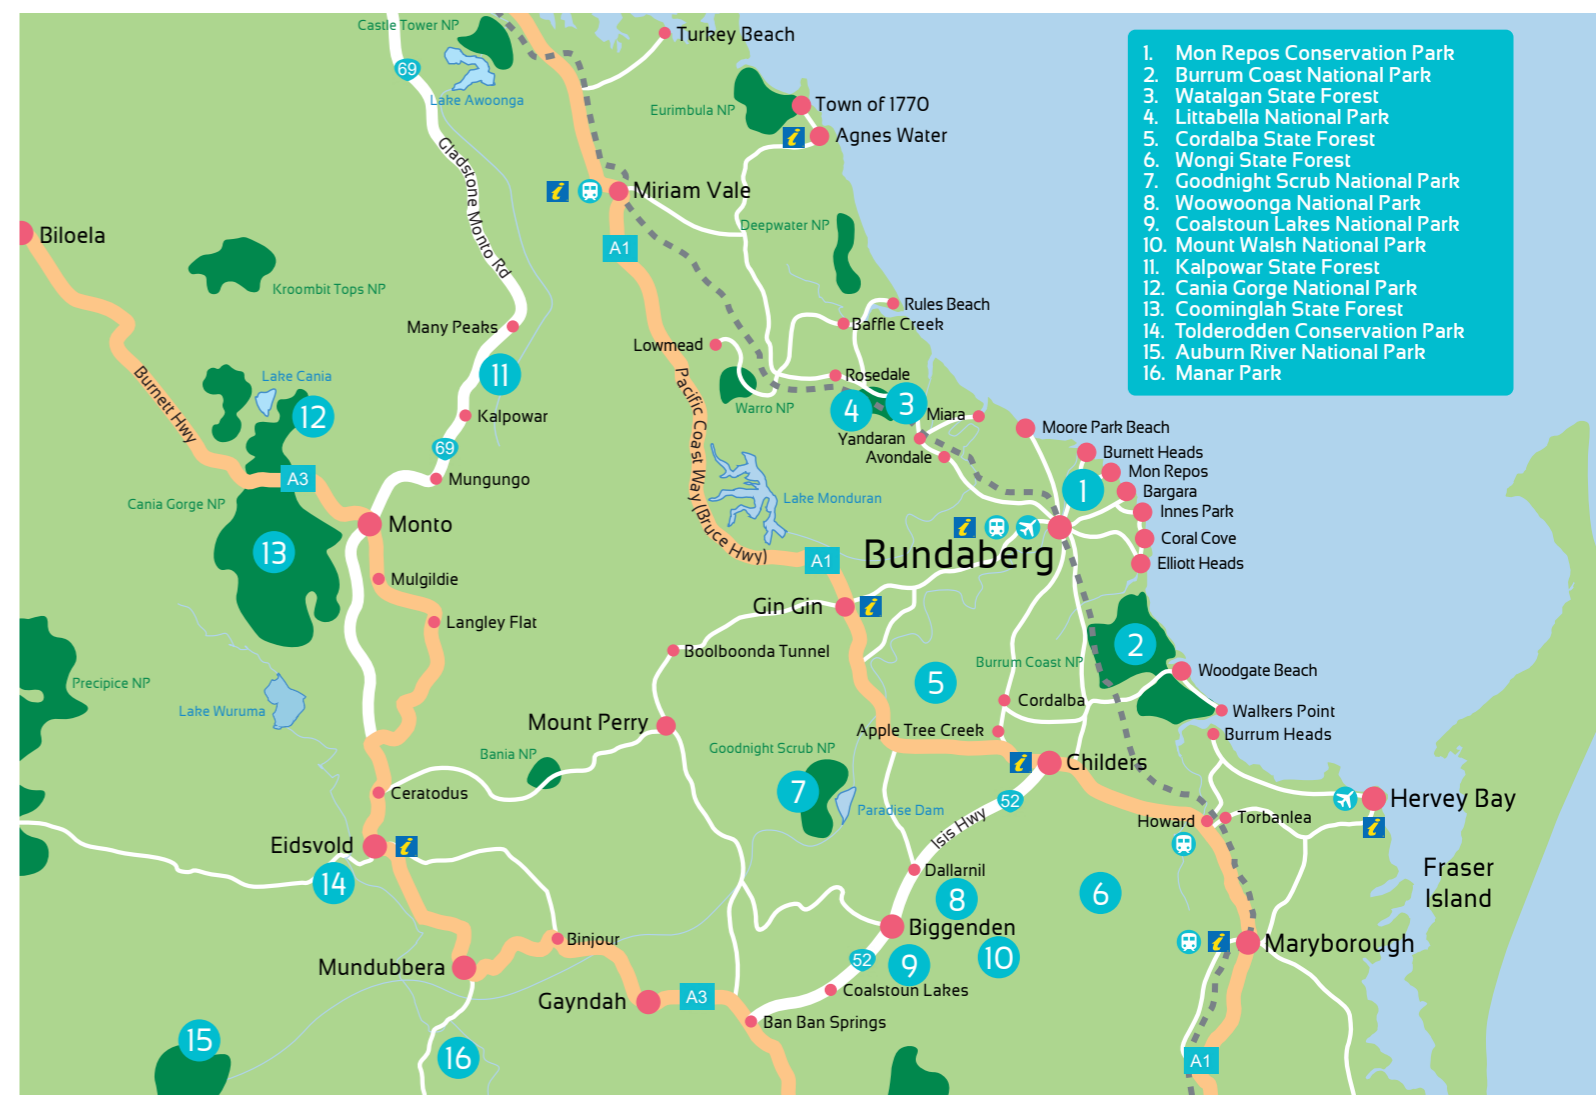 Castle Tower NP
Turkey Beach
69
Lake Awoonga
Eurimbula NP
Town of 1770
i
Agnes Water
Gladstone Monto Rd
i
Miriam Vale
Deepwater NP
Biloela
A1
Kroombit Tops NP
Rules Beach
Many Peaks
Baffle Creek
Lowmead
Burnett Hwy
Lake Cania
11
Rosedale
Pacific Coast Way (Bruce Hwy)
12
Kalpowar
Warro NP
4
3
Miara
Moore Park Beach
Yandaran
69
Avondale
Burnett Heads
Mon Repos
A3
Mungungo
Lake Monduran
1
Bargara
Cania Gorge NP
Innes Park
Monto
i
Coral Cove
13
Bundaberg
A1
Elliott Heads
Mulgildie
Gin Gin
i
Langley Flat
2
Boolboonda Tunnel
Burrum Coast NP
Woodgate Beach
Precipice NP
5
Cordalba
Lake Wuruma
Walkers Point
Mount Perry
Apple Tree Creek
Burrum Heads
Bania NP
Goodnight Scrub NP
i
Childers
7
Ceratodus
52
Hervey Bay
Paradise Dam
Isis Hwy
Howard
Torbanlea
i
Eidsvold
i
Dallarnil
Fraser
Island
14
8
6
Biggenden
Binjour
i
Maryborough
52
9
10
Mundubbera
Gayndah
A3
Coalstoun Lakes
Ban Ban Springs
15
16
A1
1. Mon Repos Conservation Park
2. Burrum Coast National Park
3. Watalgan State Forest
4. Littabella National Park
5. Cordalba State Forest
6. Wongi State Forest
7. Goodnight Scrub National Park
8. Woowoonga National Park
9. Coalstoun Lakes National Park
10. Mount Walsh National Park
11. Kalpowar State Forest
12. Cania Gorge National Park
13. Coominglah State Forest
14. Tolderodden Conservation Park
15. Auburn River National Park
16. Manar Park